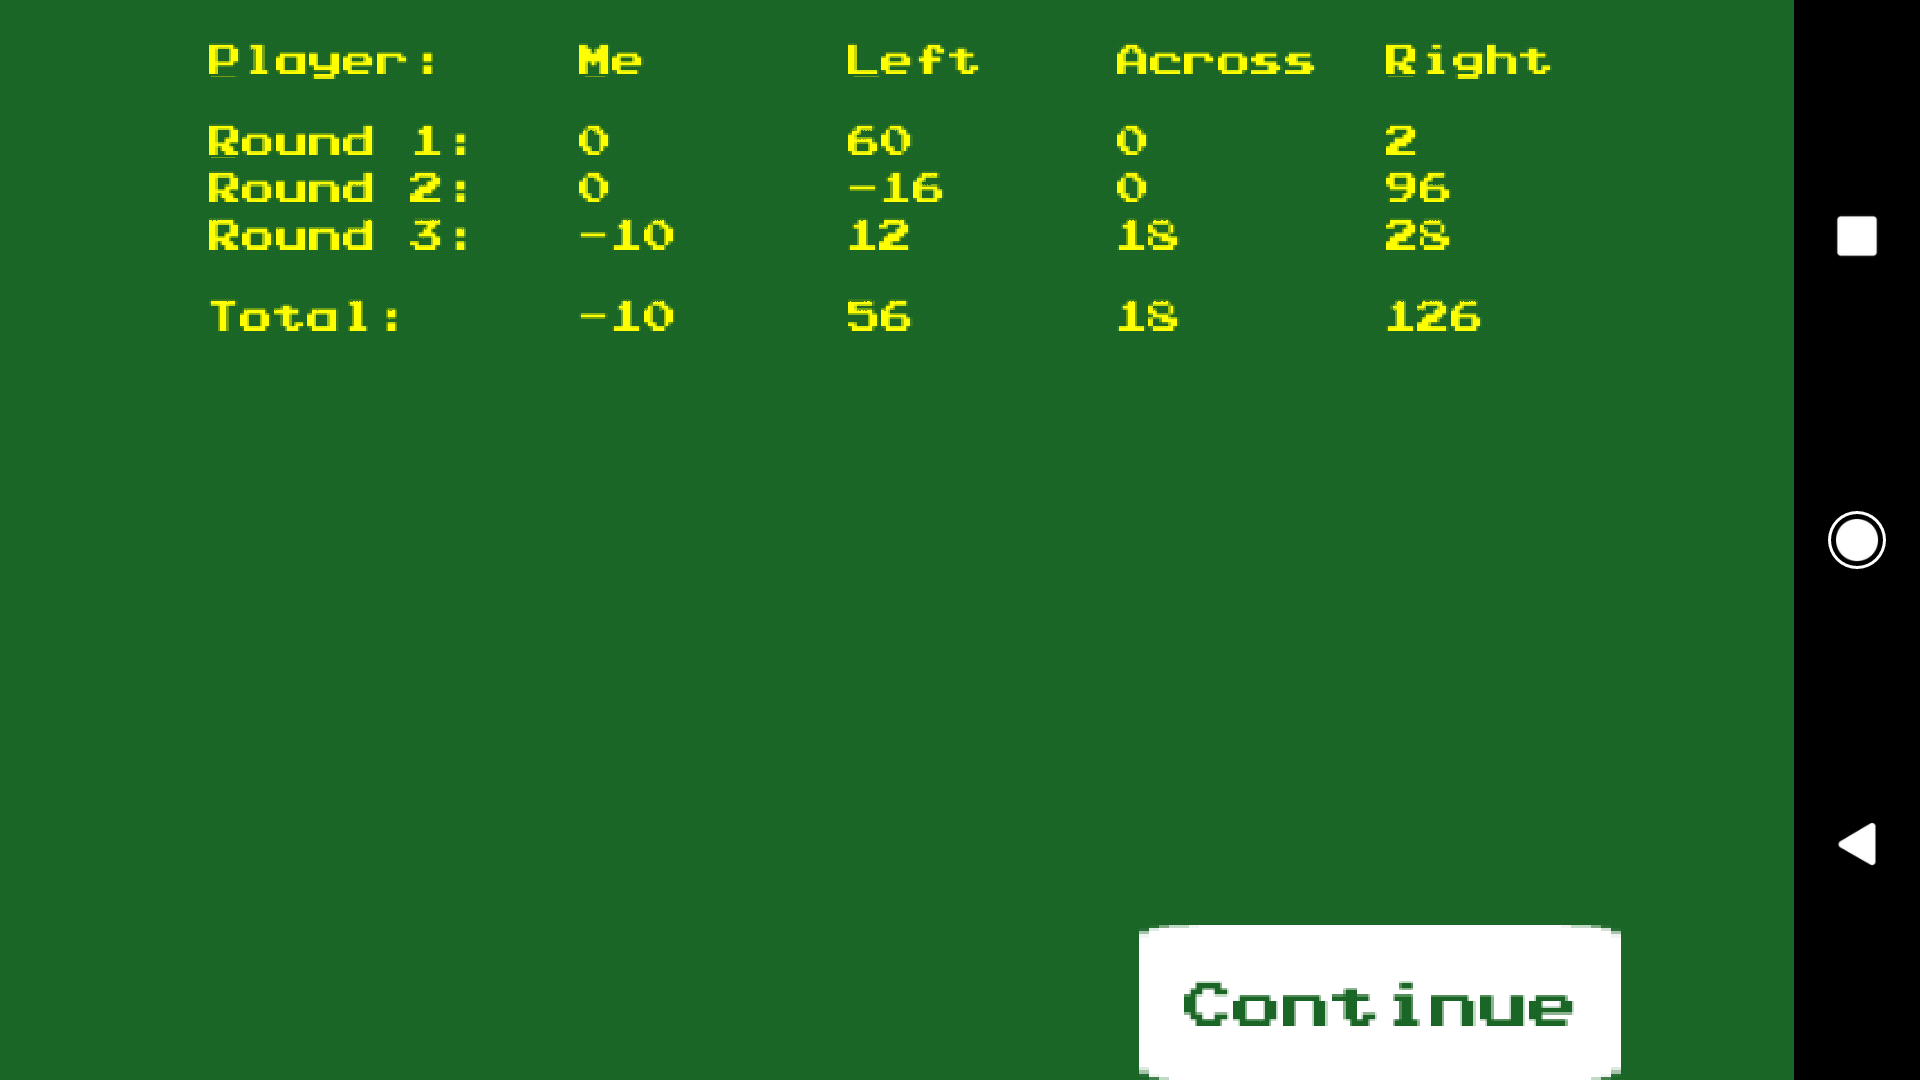 Player: Me Left Across Right
Round 1: 0 60 0 2
Round 2: 0 -16 0 96
Round 3: -10 12 18 28
Total: -10 56 18 126
Continue